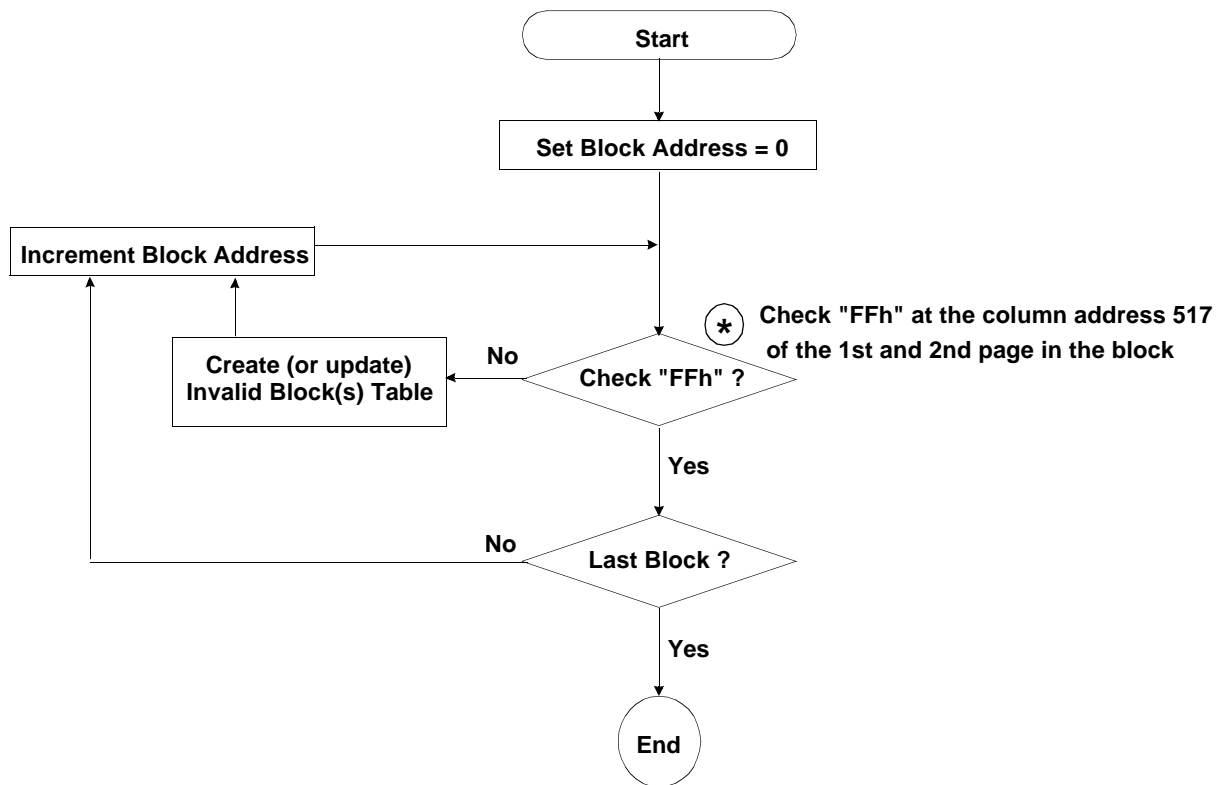 Start
Set Block Address = 0
Increment Block Address
* Check "FFh" at the column address 517
of the 1st and 2nd page in the block
No
Create (or update)
Invalid Block(s) Table
Check "FFh" ?
Yes
No
Last Block ?
Yes
End